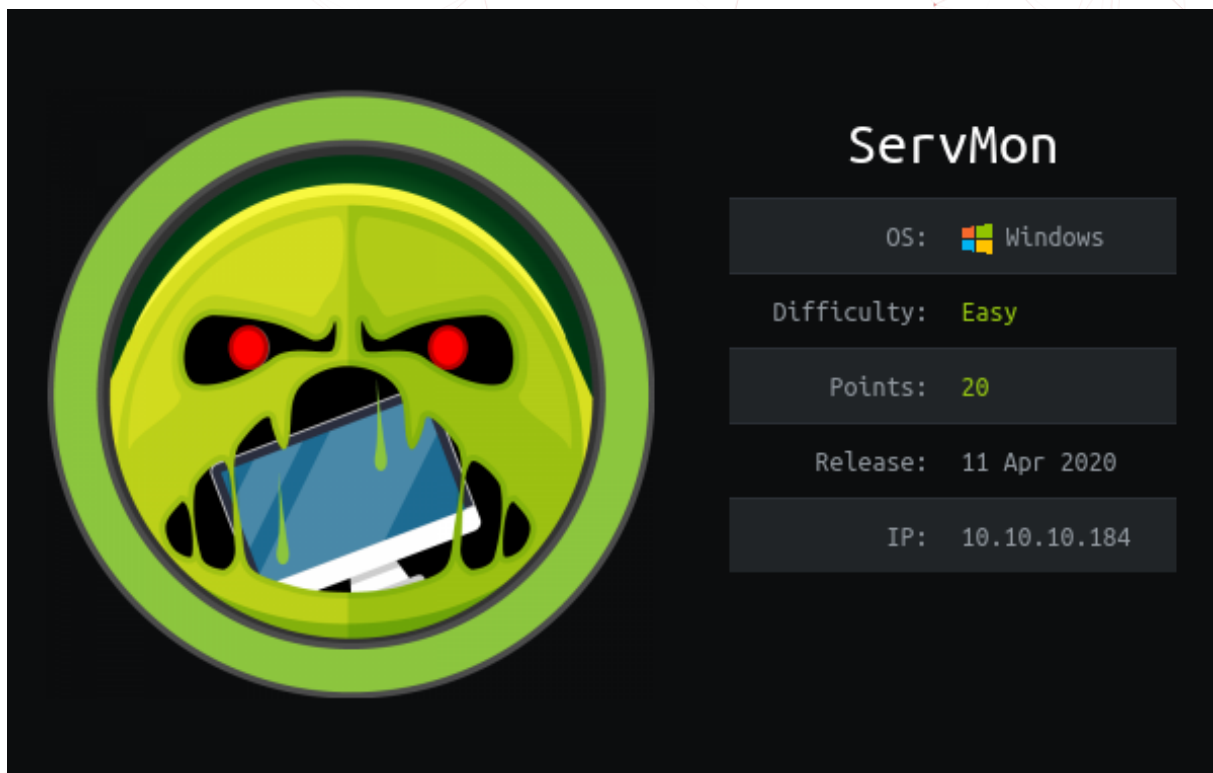 ServMon
OS: Windows
Difficulty: Easy
Points: 20
Release: 11 Apr 2020
IP: 10.10.10.184